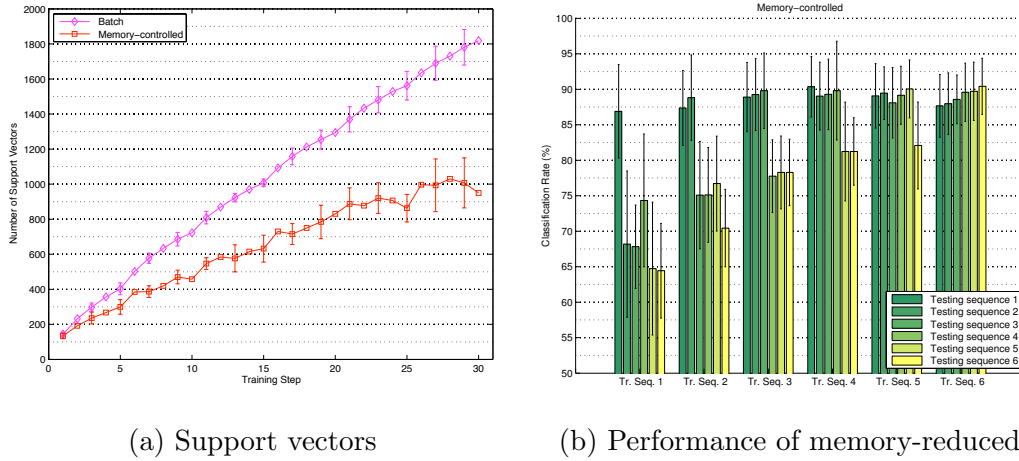 Batch
Memory−controlled
2000
1800
1600
1400
1200
1000
800
600
400
200
0
0 5 10 15 20 25 30
Number of Support Vectors
Training Step
(a) Support vectors
Memory−controlled
100
95
90
85
80
75
70
65
60
55
50
Classification Rate (%)
Testing sequence 1
Testing sequence 2
Testing sequence 3
Testing sequence 4
Testing sequence 5
Testing sequence 6
Tr. Seq. 1 Tr. Seq. 2 Tr. Seq. 3 Tr. Seq. 4 Tr. Seq. 5 Tr. Seq. 6
(b) Performance of memory-reduced